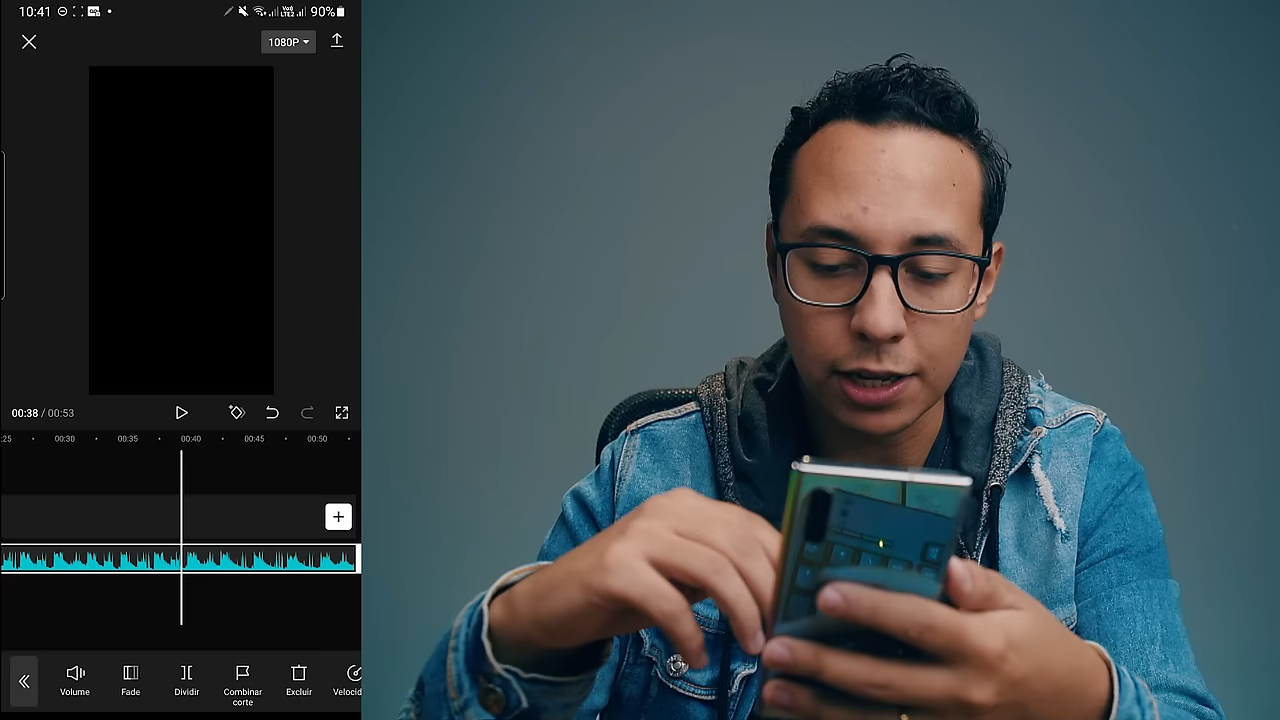 10:41 90%
1080P
00:38 / 00:53
:25 00:30 00:35 00:40 00:45 00:50
Volume Fade Dividir Combinar Excluir Velocid
corte